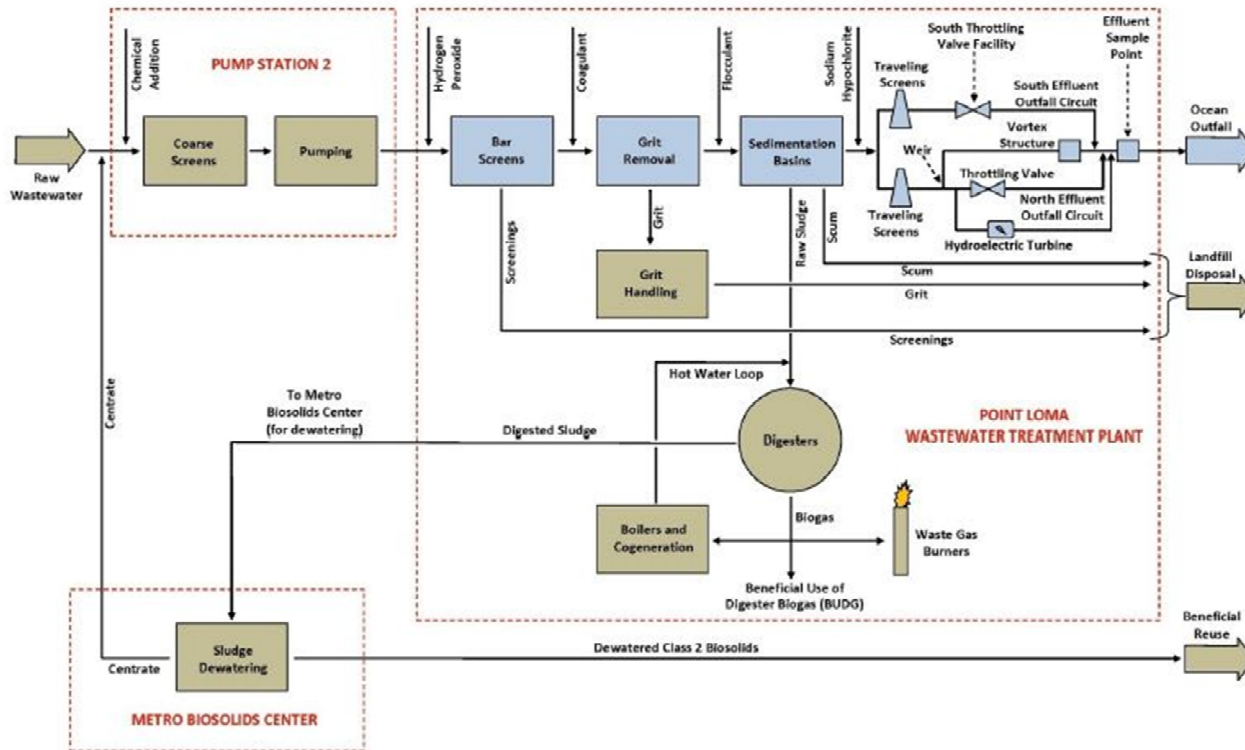 PUMP STATION 2
Chemical
Addition
Coarse
Screens
Pumping
Raw
Wastewater
Hydrogen
Peroxide
Coagulant
Flocculant
Sodium
Hypochlorite
Bar
Screens
Grit
Removal
Sedimentation
Basins
Traveling
Screens
South Throttling
Valve Facility
Effluent
Sample
Point
South Effluent
Outfall Circuit
Vortex
Structure
Weir
Throttling Valve
North Effluent
Outfall Circuit
Traveling
Screens
Hydroelectric Turbine
Ocean
Outfall
Screenings
Grit
Grit
Handling
Raw Sludge
Scum
Scum
Grit
Screenings
Landfill
Disposal
Hot Water Loop
Centrate
To Metro
Biosolids Center
(for dewatering)
Digested Sludge
Digesters
POINT LOMA
WASTEWATER TREATMENT PLANT
Boilers and
Cogeneration
Biogas
Waste Gas
Burners
Beneficial Use of
Digester Biogas (BUDG)
Sludge
Dewatering
Centrate
Dewatered Class 2 Biosolids
Beneficial
Reuse
METRO BIOSOLIDS CENTER